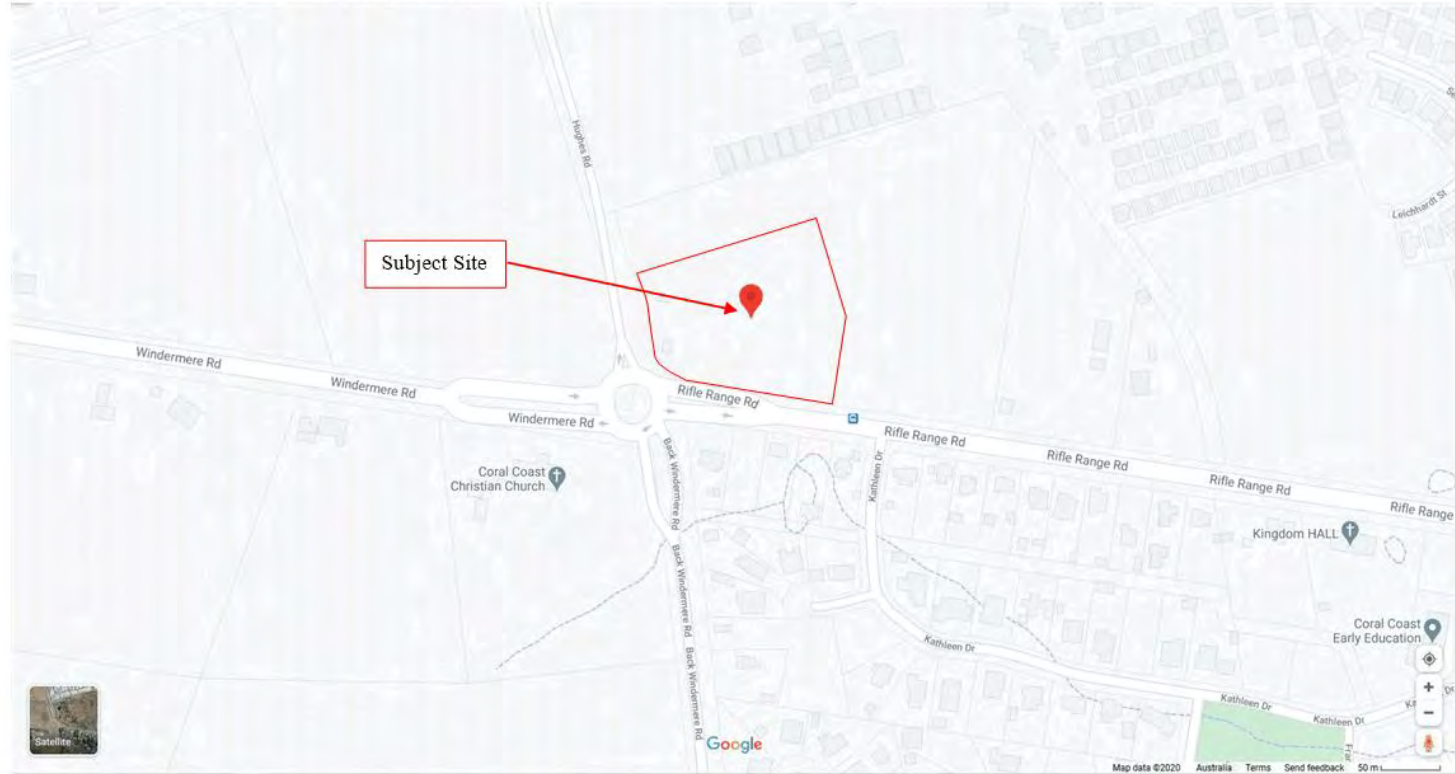 Hughes Rd
Leichhardt St
Subject Site
Windermere Rd
Windermere Rd
Windermere Rd
Rifle Range Rd
Rifle Range Rd
Rifle Range Rd
Rifle Range Rd
Rifle Range
Coral Coast
Christian Church
Back Windermere Rd
Back Windermere Rd
Back Windermere Rd
Kathleen Dr
Kingdom HALL
Coral Coast
Early Education
Kathleen Dr
Kathleen Dr
Kathleen Dr
Satellite
Google
Map data ©2020 Australia Terms Send feedback 50 m